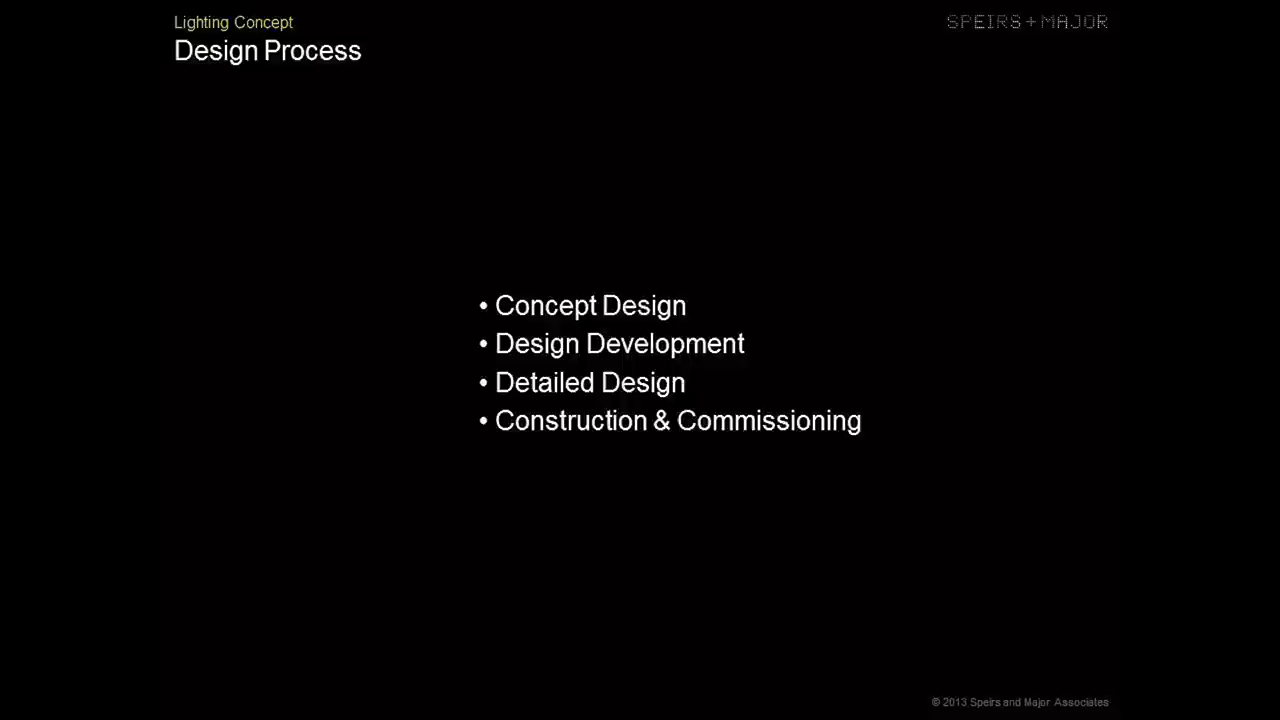 Lighting Concept
SPEIRS + MAJOR
Design Process
• Concept Design
• Design Development
• Detailed Design
• Construction & Commissioning
© 2013 Speirs and Major Associates